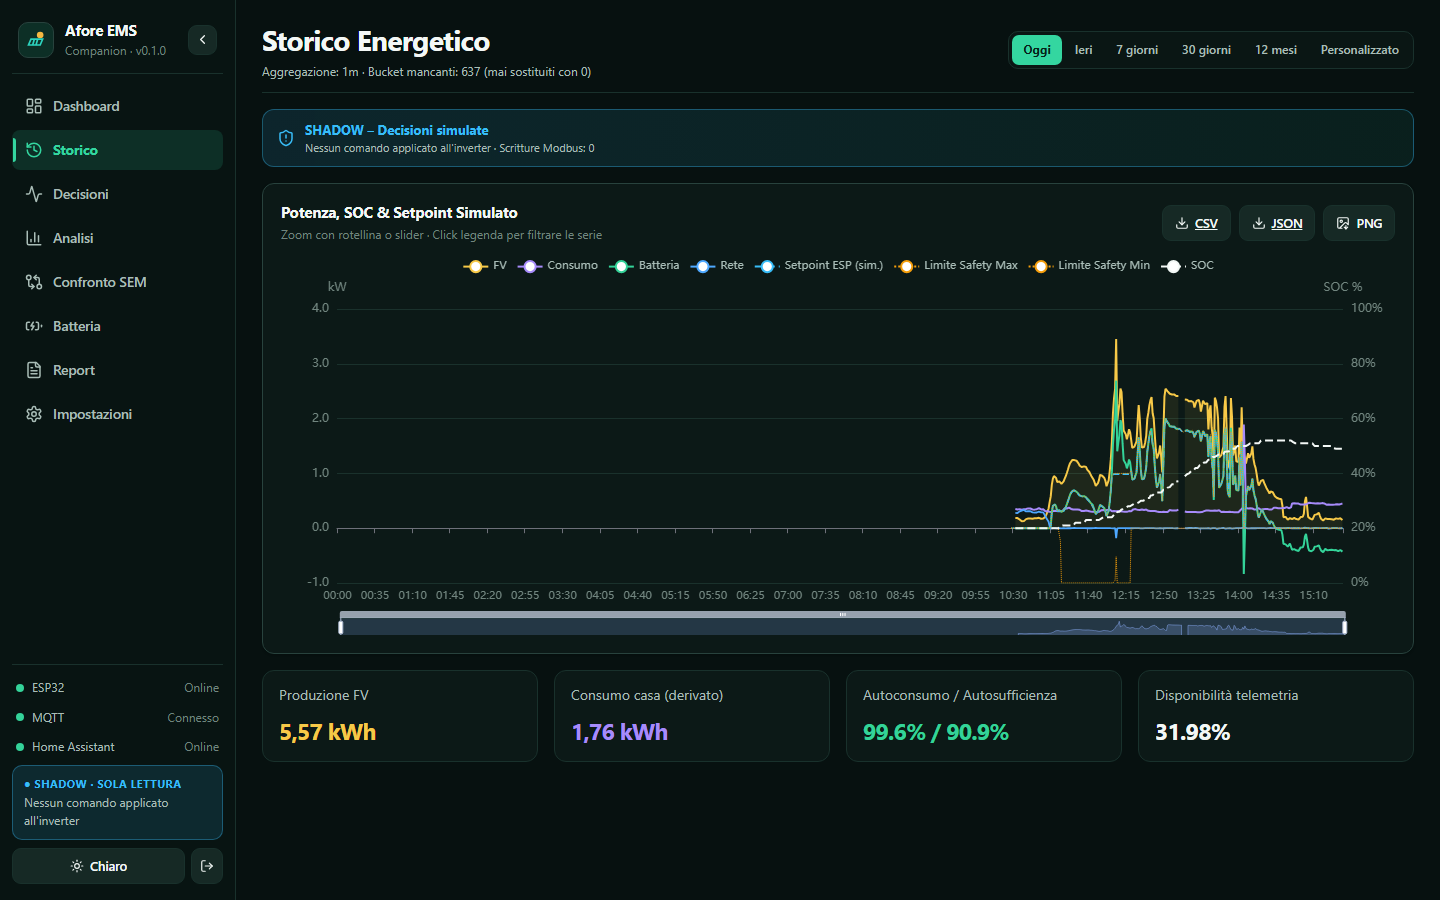 Afore EMS
Companion · v0.1.0
Dashboard
Storico
Decisioni
Analisi
Confronto SEM
Batteria
Report
Impostazioni
ESP32 Online
MQTT Connesso
Home Assistant Online
SHADOW · SOLA LETTURA
Nessun comando applicato
all'inverter
Chiaro
Storico Energetico
Aggregazione: 1m · Bucket mancanti: 637 (mai sostituiti con 0)
Oggi Ieri 7 giorni 30 giorni 12 mesi Personalizzato
SHADOW – Decisioni simulate
Nessun comando applicato all'inverter · Scritture Modbus: 0
Potenza, SOC & Setpoint Simulato
Zoom con rotellina o slider · Click legenda per filtrare le serie
CSV JSON PNG
FV Consumo Batteria Rete Setpoint ESP (sim.) Limite Safety Max Limite Safety Min SOC
kW SOC %
4.0 100%
3.0 80%
2.0 60%
1.0 40%
0.0 20%
-1.0 0%
00:00 00:35 01:10 01:45 02:20 02:55 03:30 04:05 04:40 05:15 05:50 06:25 07:00 07:35 08:10 08:45 09:20 09:55 10:30 11:05 11:40 12:15 12:50 13:25 14:00 14:35 15:10
Produzione FV
5,57 kWh
Consumo casa (derivato)
1,76 kWh
Autoconsumo / Autosufficienza
99.6% / 90.9%
Disponibilità telemetria
31.98%